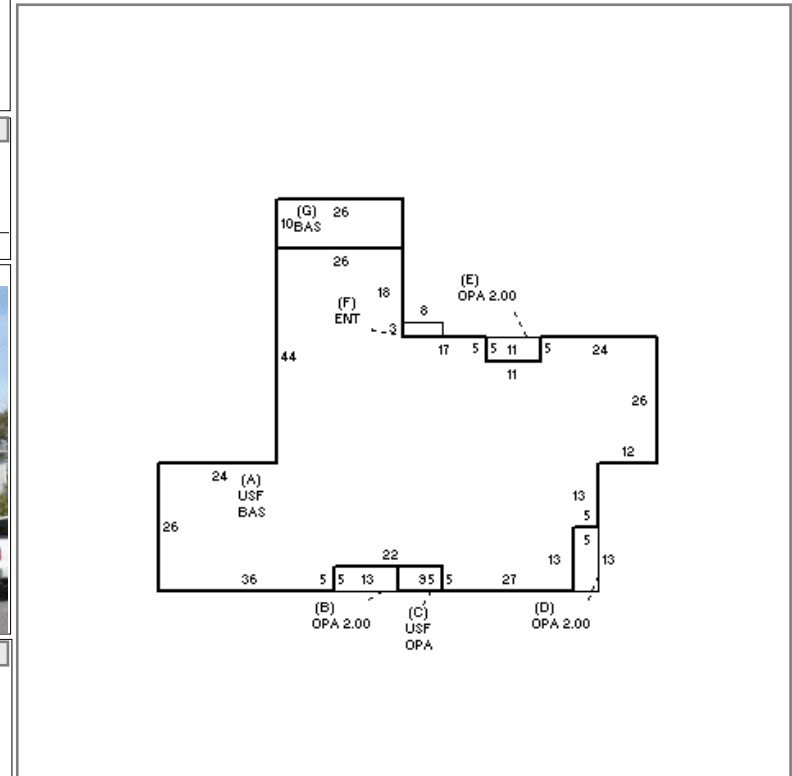 (G) 26
10 BAS
26
18
(F)
ENT
3
8
(E)
OPA 2.00
17
5 5 11 5
11
24
44
26
12
24
(A)
USF
BAS
26
13
5
5
13
13
22
36
5 5 13
9 5 5
27
(B)
OPA 2.00
(C)
USF
OPA
(D)
OPA 2.00